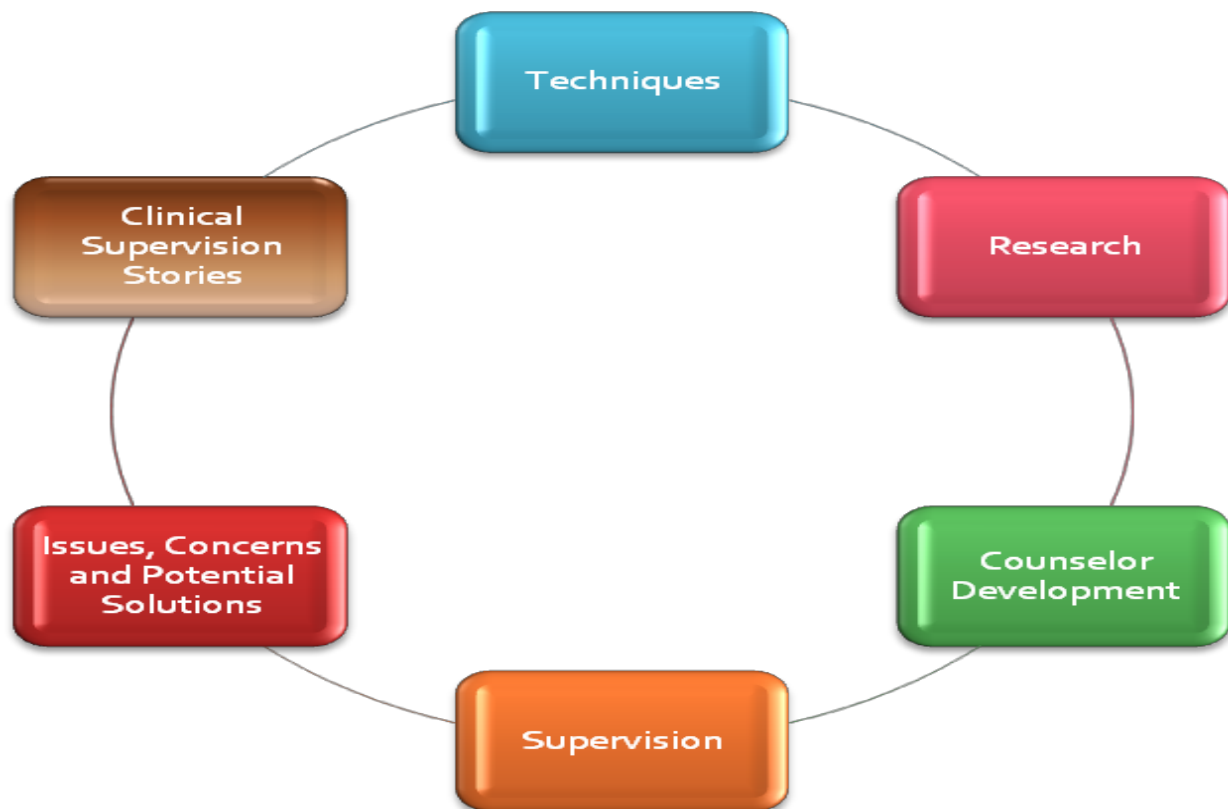 Techniques
Research
Counselor
Development
Supervision
Issues, Concerns
and Potential
Solutions
Clinical
Supervision
Stories